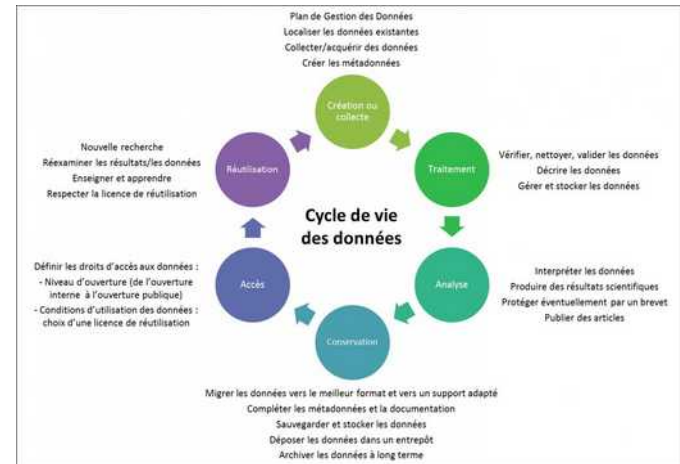 Plan de Gestion des Données
Localiser les données existantes
Collecter/acquérir des données
Créer les métadonnées
Création ou
collecte
Nouvelle recherche
Réexaminer les résultats/les données
Enseigner et apprendre
Respecter la licence de réutilisation
Réutilisation
Traitement
Vérifier, nettoyer, valider les données
Décrire les données
Gérer et stocker les données
Cycle de vie
des données
Définir les droits d'accès aux données :
- Niveau d'ouverture (de l'ouverture
interne à l'ouverture publique)
- Conditions d'utilisation des données :
choix d'une licence de réutilisation
Accès
Analyse
Interpréter les données
Produire des résultats scientifiques
Protéger éventuellement par un brevet
Publier des articles
Conservation
Migrer les données vers le meilleur format et vers un support adapté
Compléter les métadonnées et la documentation
Sauvegarder et stocker les données
Déposer les données dans un entrepôt
Archiver les données à long terme